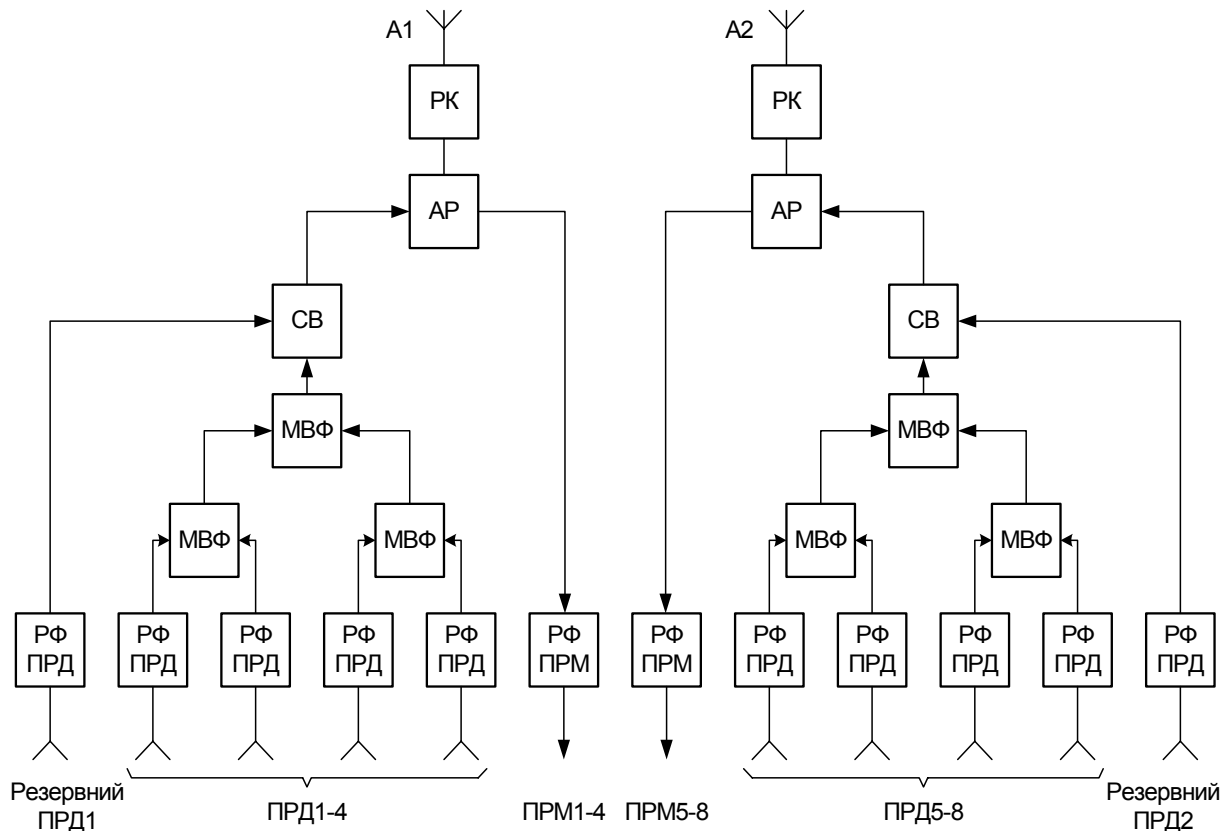 А1
А2
РК
РК
АР
АР
СВ
СВ
МВФ
МВФ
МВФ
МВФ
МВФ
МВФ
РФ
ПРД
РФ
ПРД
РФ
ПРД
РФ
ПРД
РФ
ПРД
РФ
ПРМ
РФ
ПРМ
РФ
ПРД
РФ
ПРД
РФ
ПРД
РФ
ПРД
РФ
ПРД
Резервний
ПРД1
ПРД1-4
ПРМ1-4
ПРМ5-8
ПРД5-8
Резервний
ПРД2